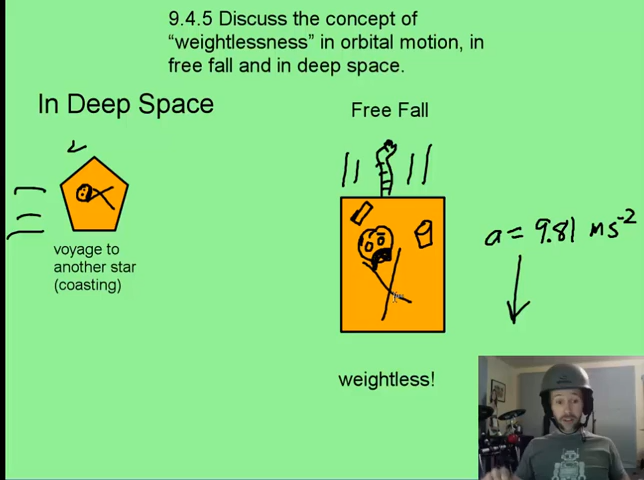 9.4.5 Discuss the concept of
"weightlessness" in orbital motion, in
free fall and in deep space.
In Deep Space
Free Fall
a = 9.81 ms⁻²
voyage to
another star
(coasting)
weightless!